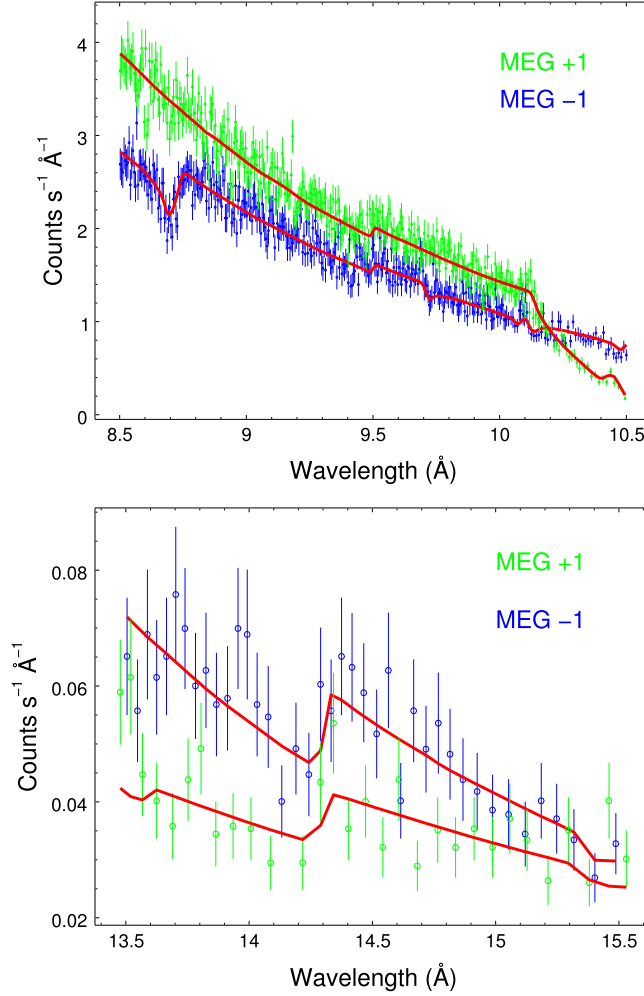 4
3
2
1
0
Counts s⁻¹ Å⁻¹
MEG +1
MEG −1
8.5 9 9.5 10 10.5
Wavelength (Å)
0.08
0.06
0.04
0.02
Counts s⁻¹ Å⁻¹
MEG +1
MEG −1
13.5 14 14.5 15 15.5
Wavelength (Å)